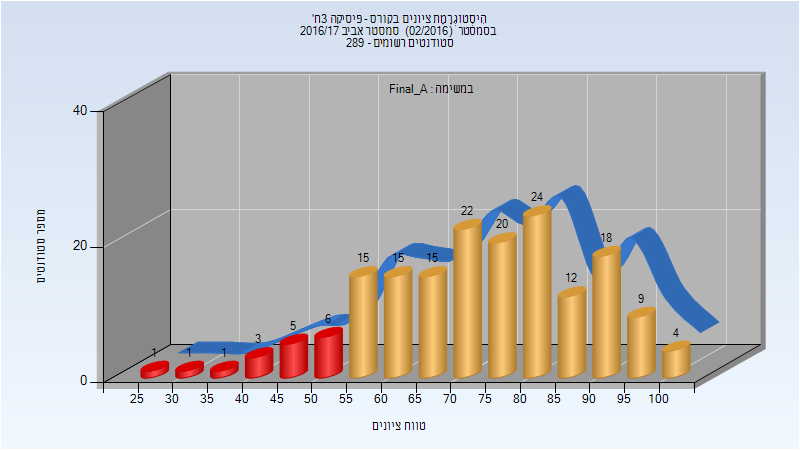 היסטוגרמת ציונים בקורס - פיסיקה 3ח'
בסמסטר (02/2016) סמסטר אביב 2016/17
סטודנטים רשומים - 289
במשימה : Final_A
מספר סטודנטים
40
20
0
1 1 1 3 5 6 15 15 15 22 20 24 12 18 9 4
25 30 35 40 45 50 55 60 65 70 75 80 85 90 95 100
טווח ציונים